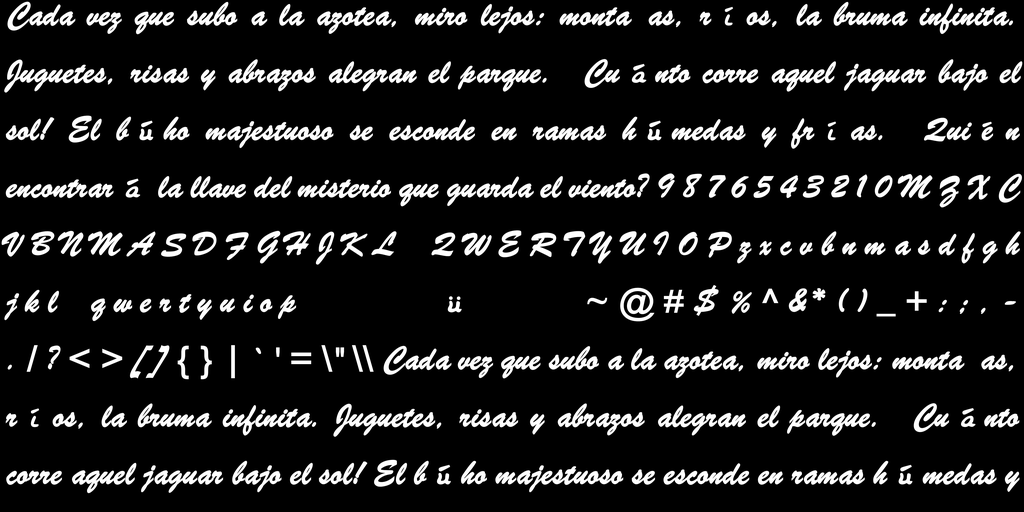 Cada vez que subo a la azotea, miro lejos: monta as, r í os, la bruma infinita.
Juguetes, risas y abrazos alegran el parque. Cu á nto corre aquel jaguar bajo el
sol! El b ú ho majestuoso se esconde en ramas h ú medas y fr í as. Qui é n
encontrar á la llave del misterio que guarda el viento? 9 8 7 6 5 4 3 2 1 0 M Z X C
V B N M A S D F G H J K L Q W E R T Y U I O P z x c v b n m a s d f g h
j k l q w e r t y u i o p ü ~ @ # $ % ^ & * ( ) _ + : ; , -
. / ? < > [ ] { } | ` ' = \" \\ Cada vez que subo a la azotea, miro lejos: monta as,
r í os, la bruma infinita. Juguetes, risas y abrazos alegran el parque. Cu á nto
corre aquel jaguar bajo el sol! El b ú ho majestuoso se esconde en ramas h ú medas y